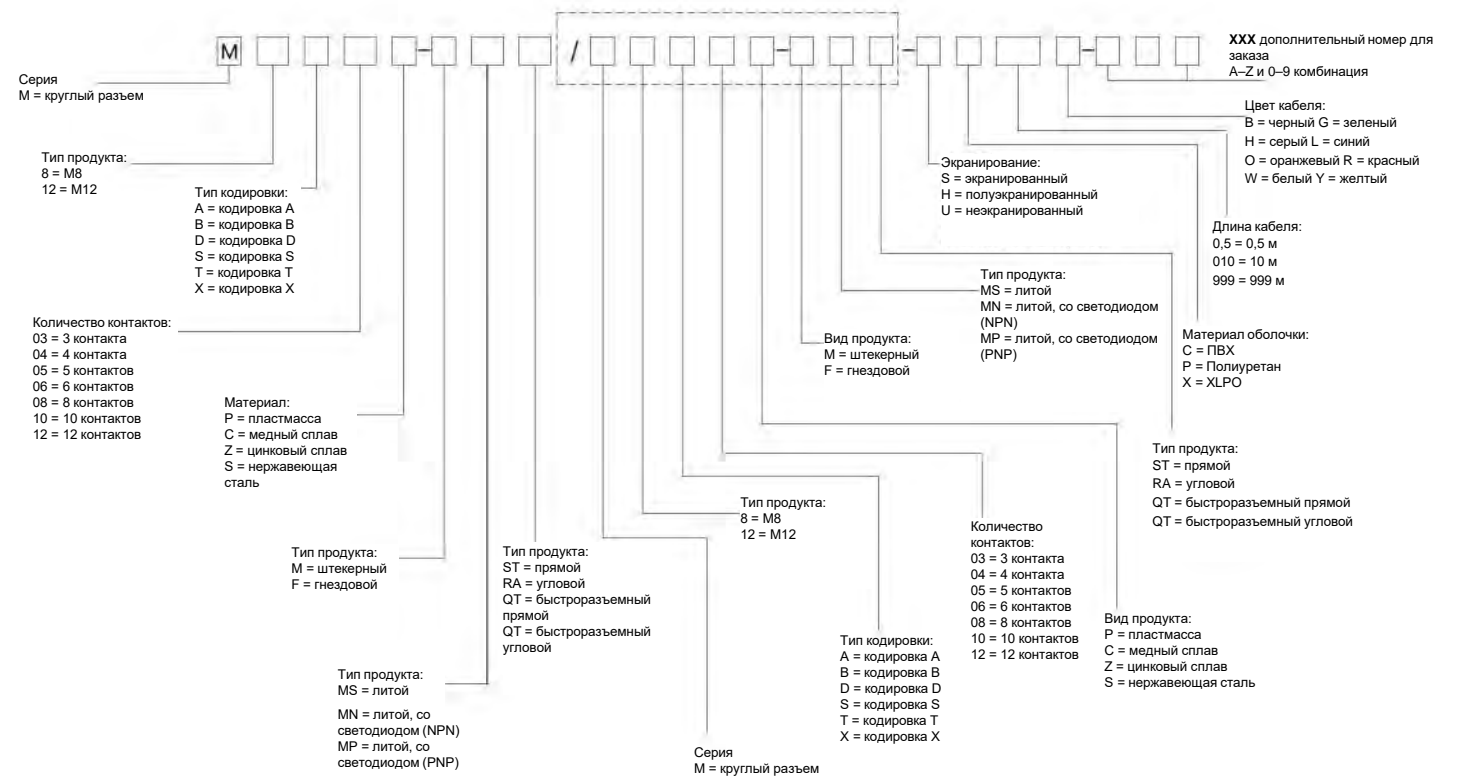 M
/
XXX дополнительный номер для
заказа
A–Z и 0–9 комбинация
Серия
M = круглый разъем
Цвет кабеля:
B = черный G = зеленый
H = серый L = синий
O = оранжевый R = красный
W = белый Y = желтый
Тип продукта:
8 = M8
12 = M12
Тип кодировки:
A = кодировка A
B = кодировка B
D = кодировка D
S = кодировка S
T = кодировка T
X = кодировка X
Экранирование:
S = экранированный
H = полуэкранированный
U = неэкранированный
Длина кабеля:
0,5 = 0,5 м
010 = 10 м
999 = 999 м
Тип продукта:
MS = литой
MN = литой, со светодиодом
(NPN)
MP = литой, со светодиодом
(PNP)
Количество контактов:
03 = 3 контакта
04 = 4 контакта
05 = 5 контактов
06 = 6 контактов
08 = 8 контактов
10 = 10 контактов
12 = 12 контактов
Вид продукта:
M = штекерный
F = гнездовой
Материал оболочки:
C = ПВХ
P = Полиуретан
X = XLPO
Материал:
P = пластмасса
C = медный сплав
Z = цинковый сплав
S = нержавеющая
сталь
Тип продукта:
ST = прямой
RA = угловой
QT = быстроразъемный прямой
QT = быстроразъемный угловой
Тип продукта:
8 = M8
12 = M12
Количество
контактов:
03 = 3 контакта
04 = 4 контакта
05 = 5 контактов
06 = 6 контактов
08 = 8 контактов
10 = 10 контактов
12 = 12 контактов
Тип продукта:
M = штекерный
F = гнездовой
Тип продукта:
ST = прямой
RA = угловой
QT = быстроразъемный
прямой
QT = быстроразъемный
угловой
Вид продукта:
P = пластмасса
C = медный сплав
Z = цинковый сплав
S = нержавеющая сталь
Тип кодировки:
A = кодировка A
B = кодировка B
D = кодировка D
S = кодировка S
T = кодировка T
X = кодировка X
Тип продукта:
MS = литой
MN = литой, со
светодиодом (NPN)
MP = литой, со
светодиодом (PNP)
Серия
M = круглый разъем